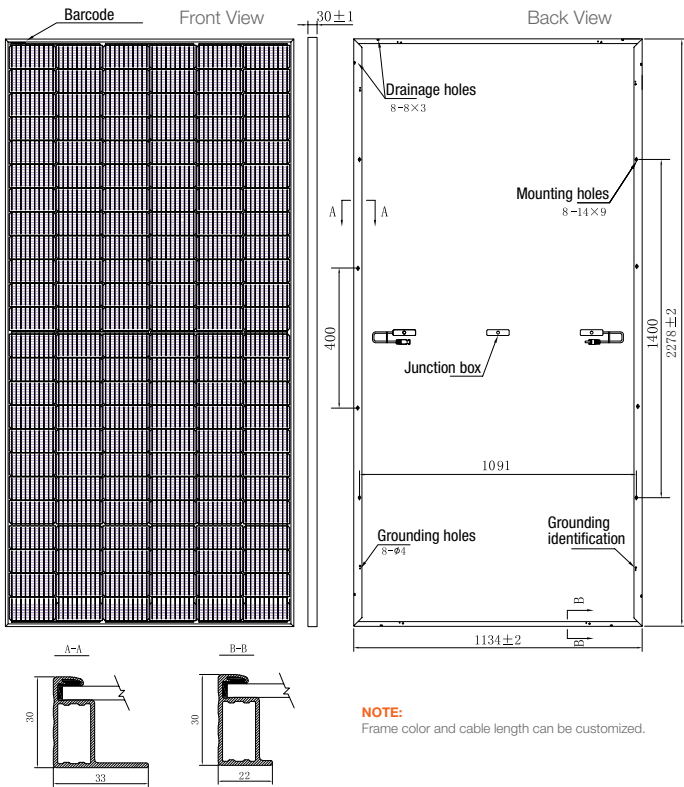 Barcode
Front View
30±1
Back View
Drainage holes
8-8×3
Mounting holes
8-14×9
A
A
400
Junction box
1400
2278±2
1091
Grounding holes
8-ø4
Grounding
identification
B
B
1134±2
A-A
B-B
30
33
30
22
NOTE:
Frame color and cable length can be customized.